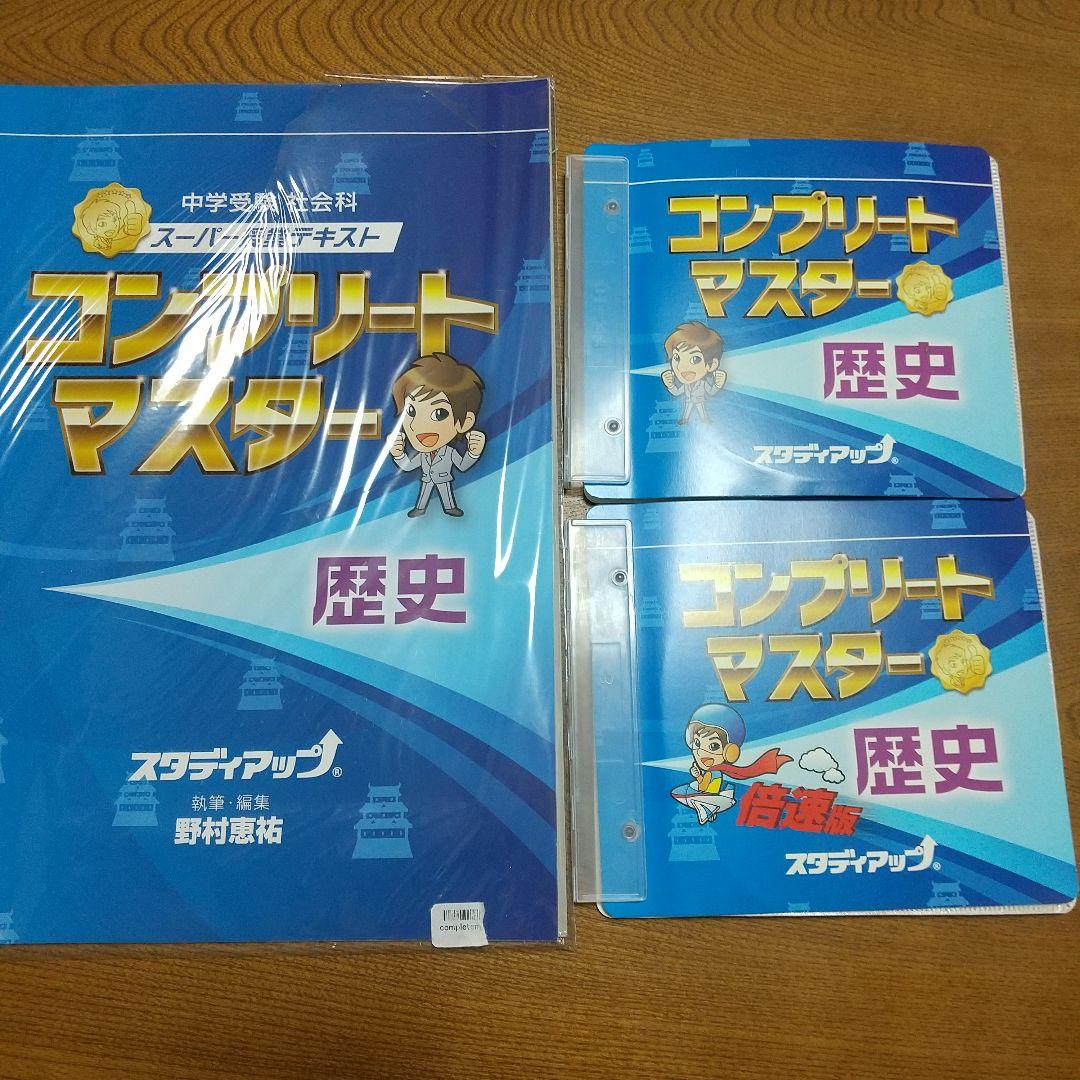 中学受験 社会科
スーパー テキスト
コンプリート
マスター
歴史
スタディアップ®
執筆・編集
野村恵祐
complete
コンプリート
マスター
歴史
スタディアップ®
コンプリート
マスター
歴史
倍速版
スタディアップ®